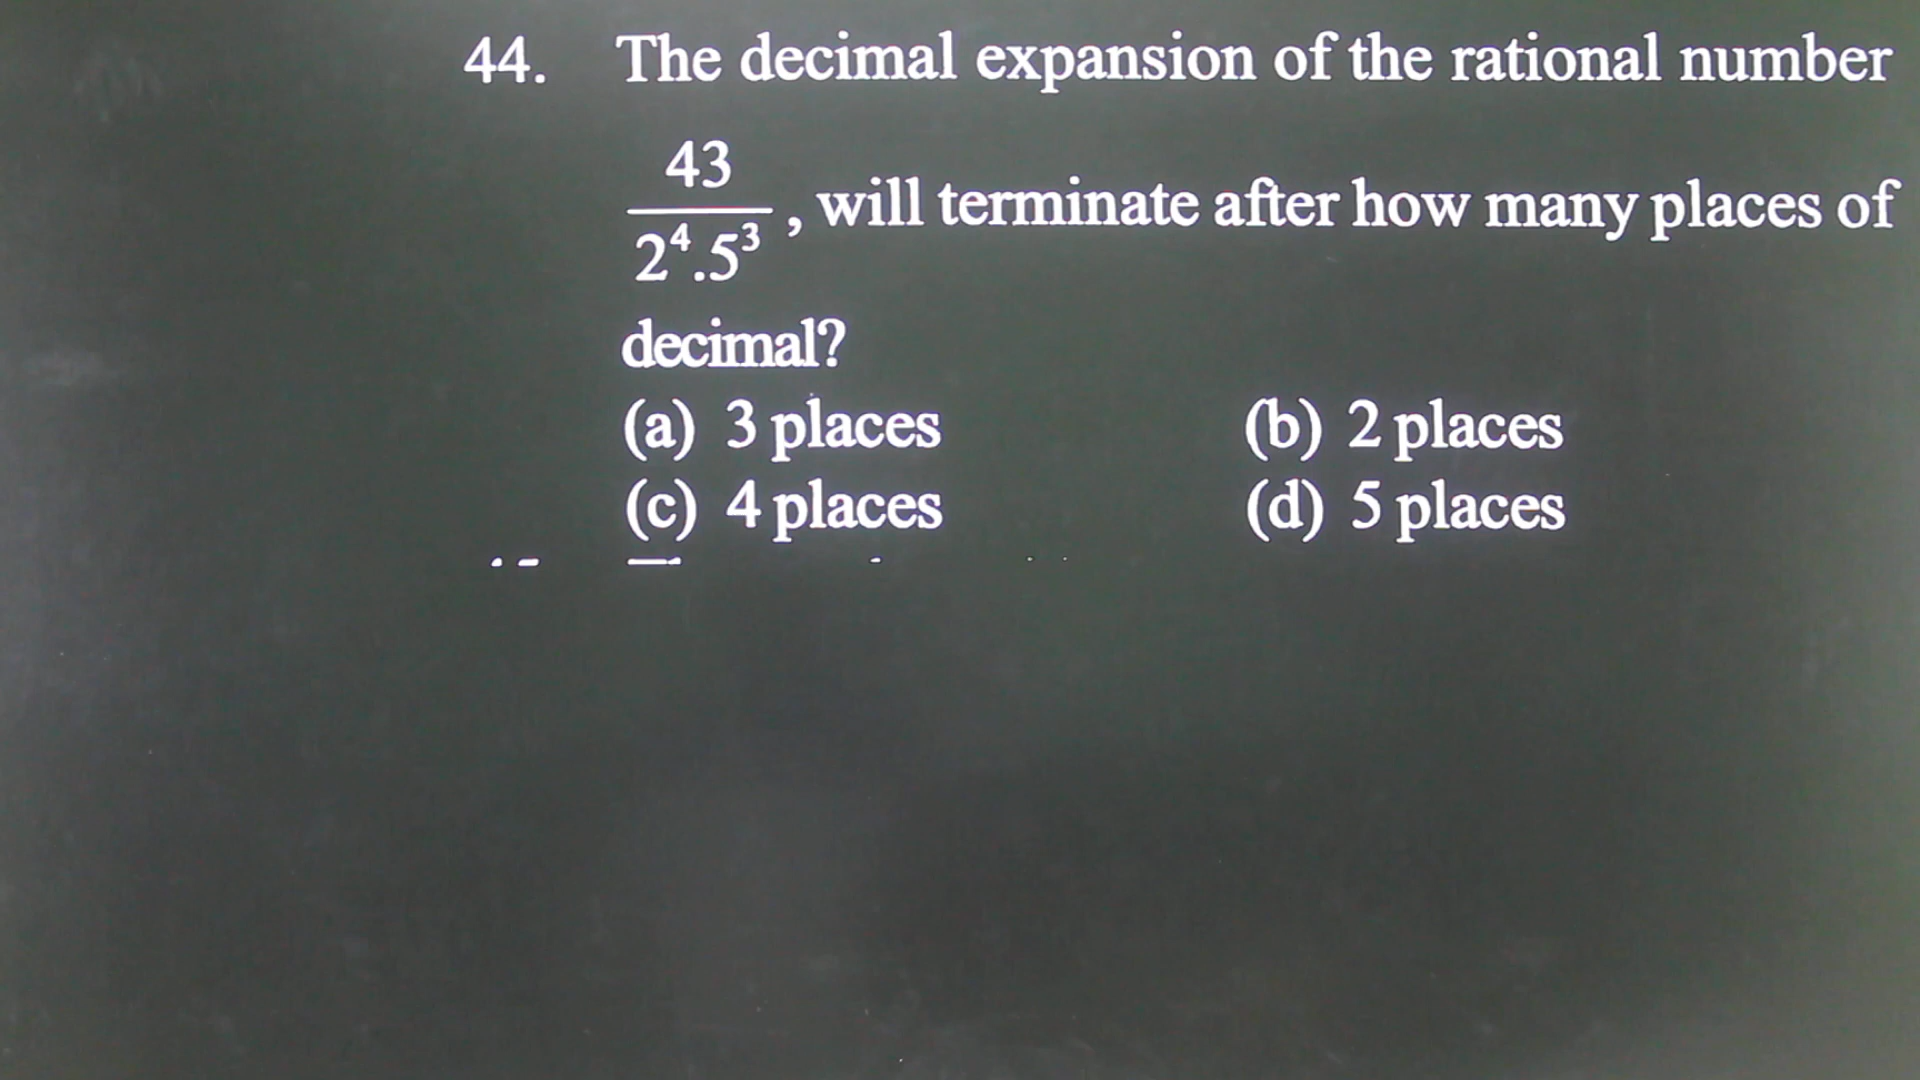 44. The decimal expansion of the rational number
43
2⁴.5³ , will terminate after how many places of
decimal?
(a) 3 places (b) 2 places
(c) 4 places (d) 5 places